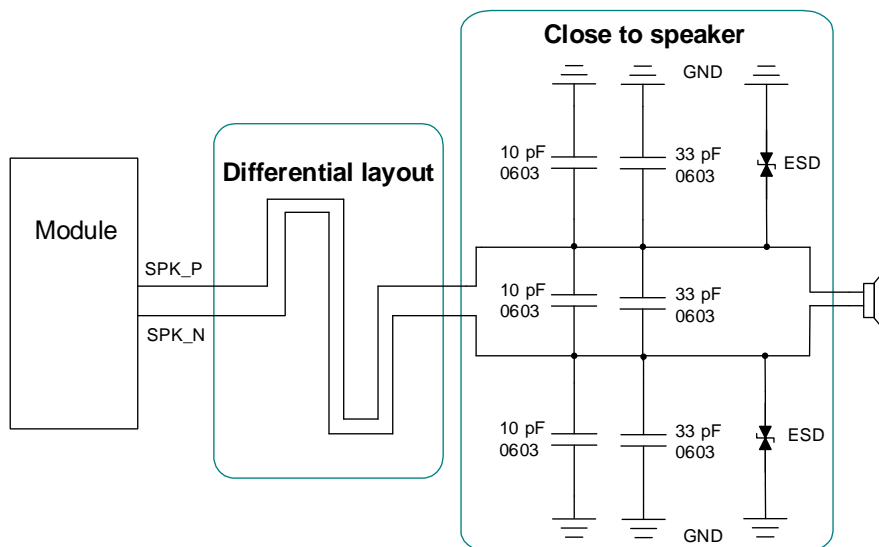 Close to speaker
GND
10 pF
0603
33 pF
0603
ESD
Differential layout
Module
SPK_P
SPK_N
10 pF
0603
33 pF
0603
10 pF
0603
33 pF
0603
ESD
GND